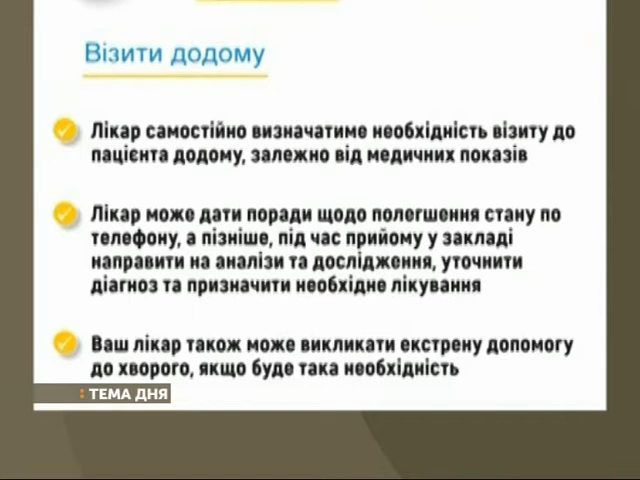 Візити додому
Лікар самостійно визначатиме необхідність візиту до
пацієнта додому, залежно від медичних показів
Лікар може дати поради щодо полегшення стану по
телефону, а пізніше, під час прийому у закладі
направити на аналізи та дослідження, уточнити
діагноз та призначити необхідне лікування
Ваш лікар також може викликати екстрену допомогу
до хворого, якщо буде така необхідність
: ТЕМА ДНЯ